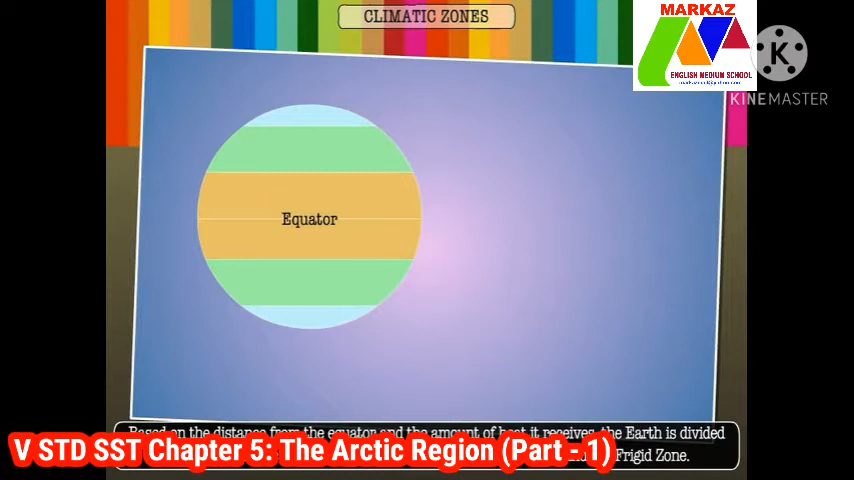 CLIMATIC ZONES
MARKAZ
ENGLISH MEDIUM SCHOOL
K
KINEMASTER
Equator
Based on the distance from the equator and the amount of heat it receives, the Earth is divided
Frigid Zone.
V STD SST Chapter 5: The Arctic Region (Part - 1)